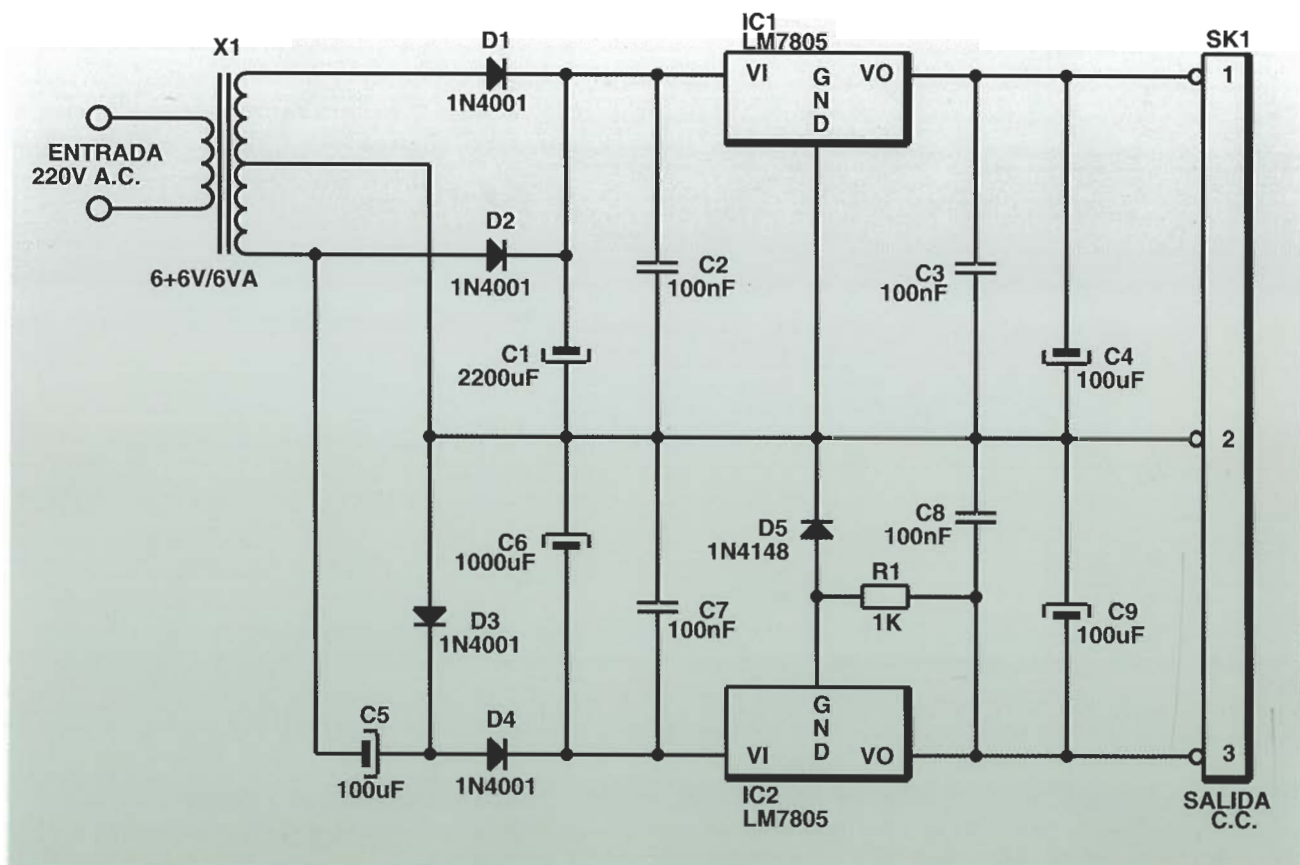 X1
ENTRADA
220V A.C.
6+6V/6VA
D1
1N4001
D2
1N4001
C1
2200uF
C2
100nF
IC1
LM7805
VI
GND
VO
C3
100nF
C4
100uF
SK1
1
2
3
SALIDA
C.C.
C6
1000uF
D3
1N4001
C5
100uF
D4
1N4001
C7
100nF
D5
1N4148
R1
1K
C8
100nF
C9
100uF
VI
GND
VO
IC2
LM7805